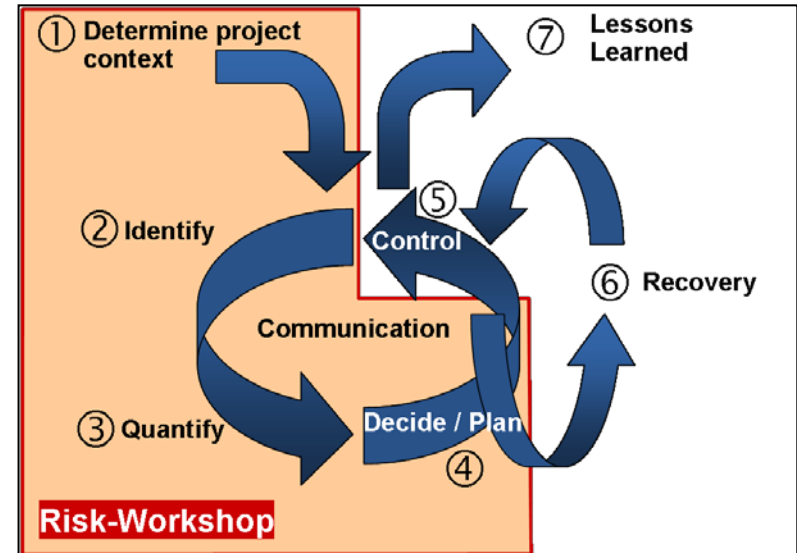 ① Determine project
context
⑦ Lessons
Learned
② Identify
⑤
Control
⑥ Recovery
Communication
③ Quantify
Decide / Plan
④
Risk-Workshop